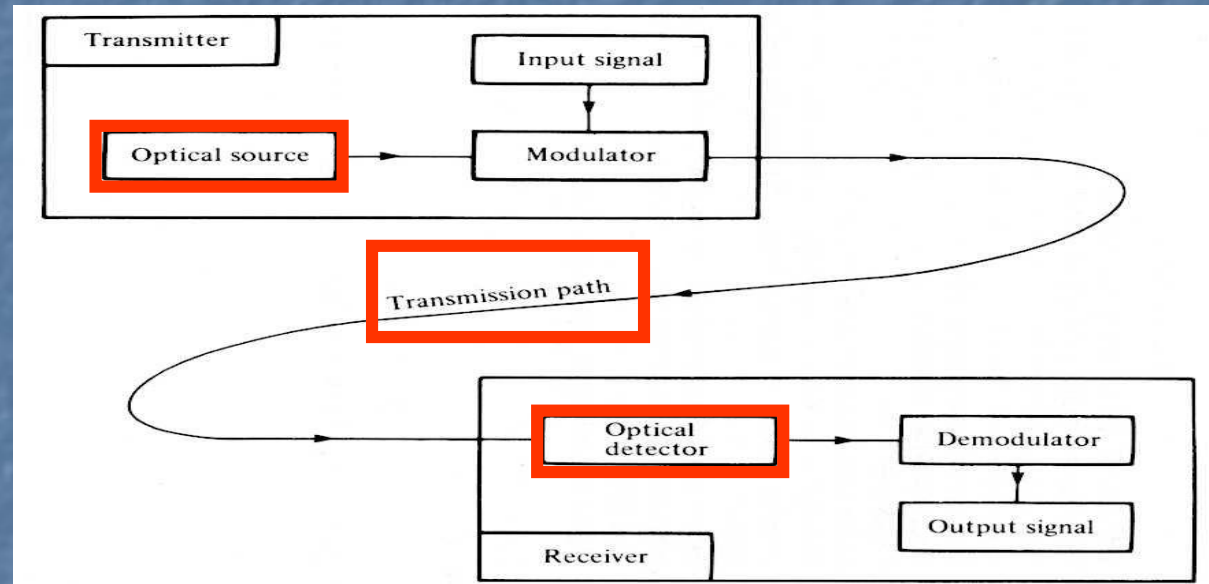 Transmitter
Input signal
Optical source
Modulator
Transmission path
Optical
detector
Demodulator
Output signal
Receiver